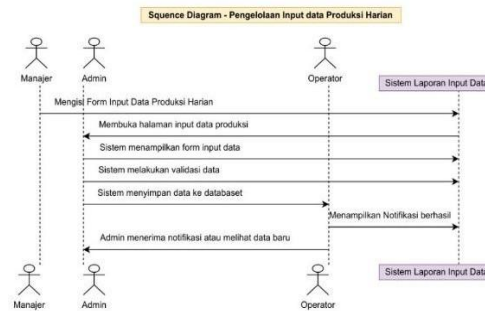 Squence Diagram - Pengelolaan Input data Produksi Harian
Manajer
Admin
Operator
Sistem Laporan Input Data
Mengisi Form Input Data Produksi Harian
Membuka halaman input data produksi
Sistem menampilkan form input data
Sistem melakukan validasi data
Sistem menyimpan data ke databaset
Menampilkan Notifikasi berhasil
Admin menerima notifikasi atau melihat data baru
Manajer
Admin
Operator
Sistem Laporan Input Data